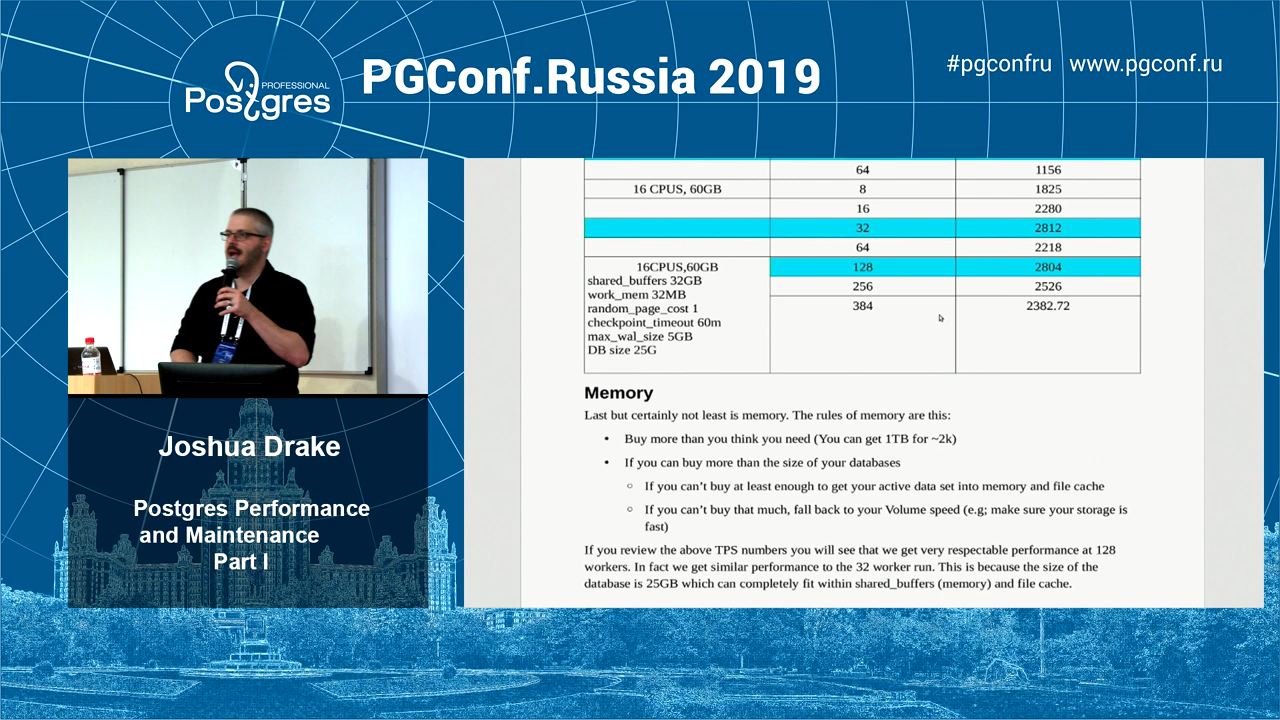 PROFESSIONAL
Postgres
PGConf.Russia 2019
#pgconfru www.pgconf.ru
64 1156
16 CPUS, 60GB 8 1825
16 2280
32 2812
64 2218
16CPUS,60GB 128 2804
shared_buffers 32GB
work_mem 32MB 256 2526
random_page_cost 1 384 2382.72
checkpoint_timeout 60m
max_wal_size 5GB
DB size 25G
Memory
Last but certainly not least is memory. The rules of memory are this:
• Buy more than you think you need (You can get 1TB for ~2k)
• If you can buy more than the size of your databases
○ If you can't buy at least enough to get your active data set into memory and file cache
○ If you can't buy that much, fall back to your Volume speed (e.g; make sure your storage is
fast)
If you review the above TPS numbers you will see that we get very respectable performance at 128
workers. In fact we get similar performance to the 32 worker run. This is because the size of the
database is 25GB which can completely fit within shared_buffers (memory) and file cache.
Joshua Drake
Postgres Performance
and Maintenance
Part I